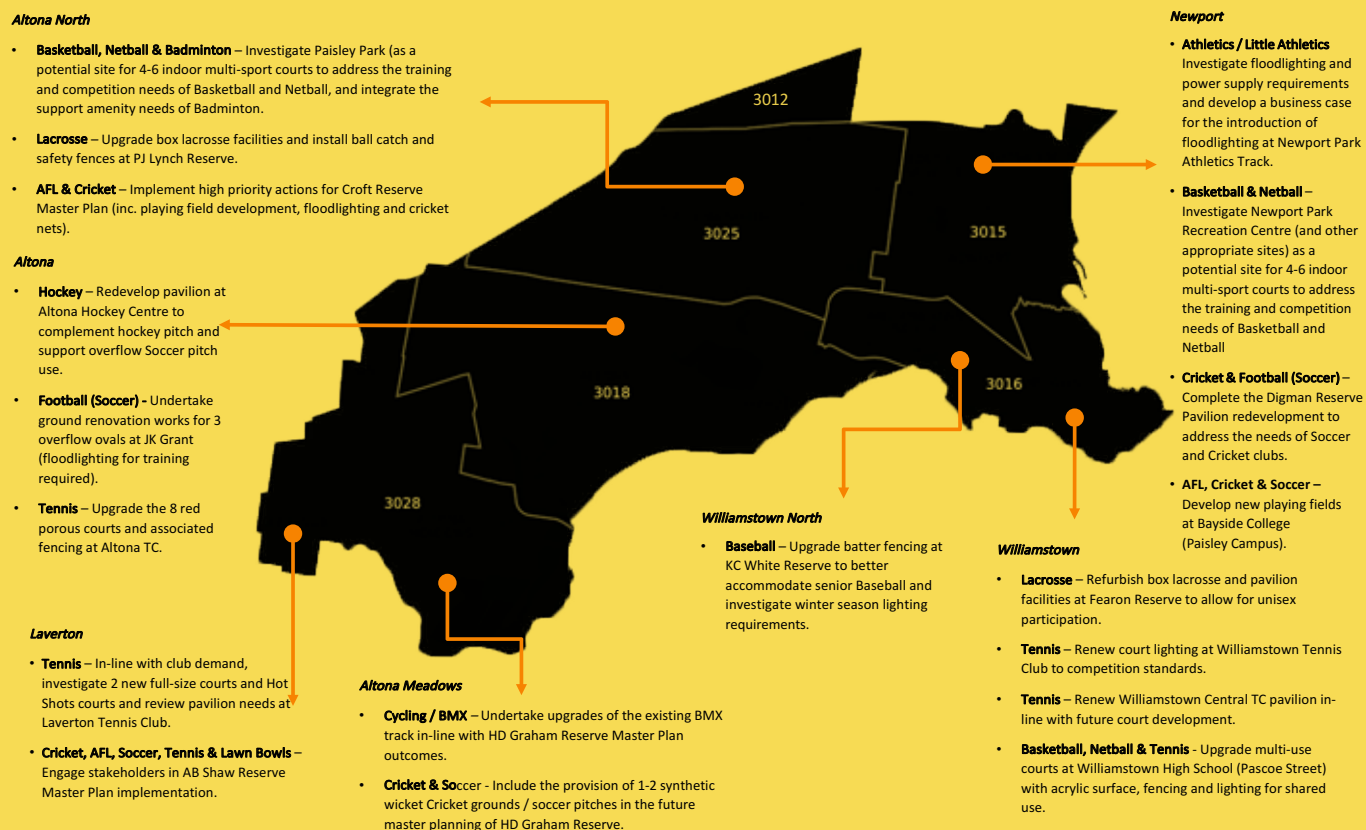 Altona North
• Basketball, Netball & Badminton – Investigate Paisley Park (as a
potential site for 4-6 indoor multi-sport courts to address the training
and competition needs of Basketball and Netball, and integrate the
support amenity needs of Badminton.
• Lacrosse – Upgrade box lacrosse facilities and install ball catch and
safety fences at PJ Lynch Reserve.
• AFL & Cricket – Implement high priority actions for Croft Reserve
Master Plan (inc. playing field development, floodlighting and cricket
nets).
Altona
• Hockey – Redevelop pavilion at
Altona Hockey Centre to
complement hockey pitch and
support overflow Soccer pitch
use.
• Football (Soccer) - Undertake
ground renovation works for 3
overflow ovals at JK Grant
(floodlighting for training
required).
• Tennis – Upgrade the 8 red
porous courts and associated
fencing at Altona TC.
Laverton
• Tennis – In-line with club demand,
investigate 2 new full-size courts and Hot
Shots courts and review pavilion needs at
Laverton Tennis Club.
• Cricket, AFL, Soccer, Tennis & Lawn Bowls –
Engage stakeholders in AB Shaw Reserve
Master Plan implementation.
3012
3025
3015
3018
3016
3028
Altona Meadows
• Cycling / BMX – Undertake upgrades of the existing BMX
track in-line with HD Graham Reserve Master Plan
outcomes.
• Cricket & Soccer - Include the provision of 1-2 synthetic
wicket Cricket grounds / soccer pitches in the future
master planning of HD Graham Reserve.
Williamstown North
• Baseball – Upgrade batter fencing at
KC White Reserve to better
accommodate senior Baseball and
investigate winter season lighting
requirements.
Newport
• Athletics / Little Athletics
Investigate floodlighting and
power supply requirements
and develop a business case
for the introduction of
floodlighting at Newport Park
Athletics Track.
• Basketball & Netball –
Investigate Newport Park
Recreation Centre (and other
appropriate sites) as a
potential site for 4-6 indoor
multi-sport courts to address
the training and competition
needs of Basketball and
Netball
• Cricket & Football (Soccer) –
Complete the Digman Reserve
Pavilion redevelopment to
address the needs of Soccer
and Cricket clubs.
• AFL, Cricket & Soccer –
Develop new playing fields
at Bayside College
(Paisley Campus).
Williamstown
• Lacrosse – Refurbish box lacrosse and pavilion
facilities at Fearon Reserve to allow for unisex
participation.
• Tennis – Renew court lighting at Williamstown Tennis
Club to competition standards.
• Tennis – Renew Williamstown Central TC pavilion in-
line with future court development.
• Basketball, Netball & Tennis - Upgrade multi-use
courts at Williamstown High School (Pascoe Street)
with acrylic surface, fencing and lighting for shared
use.